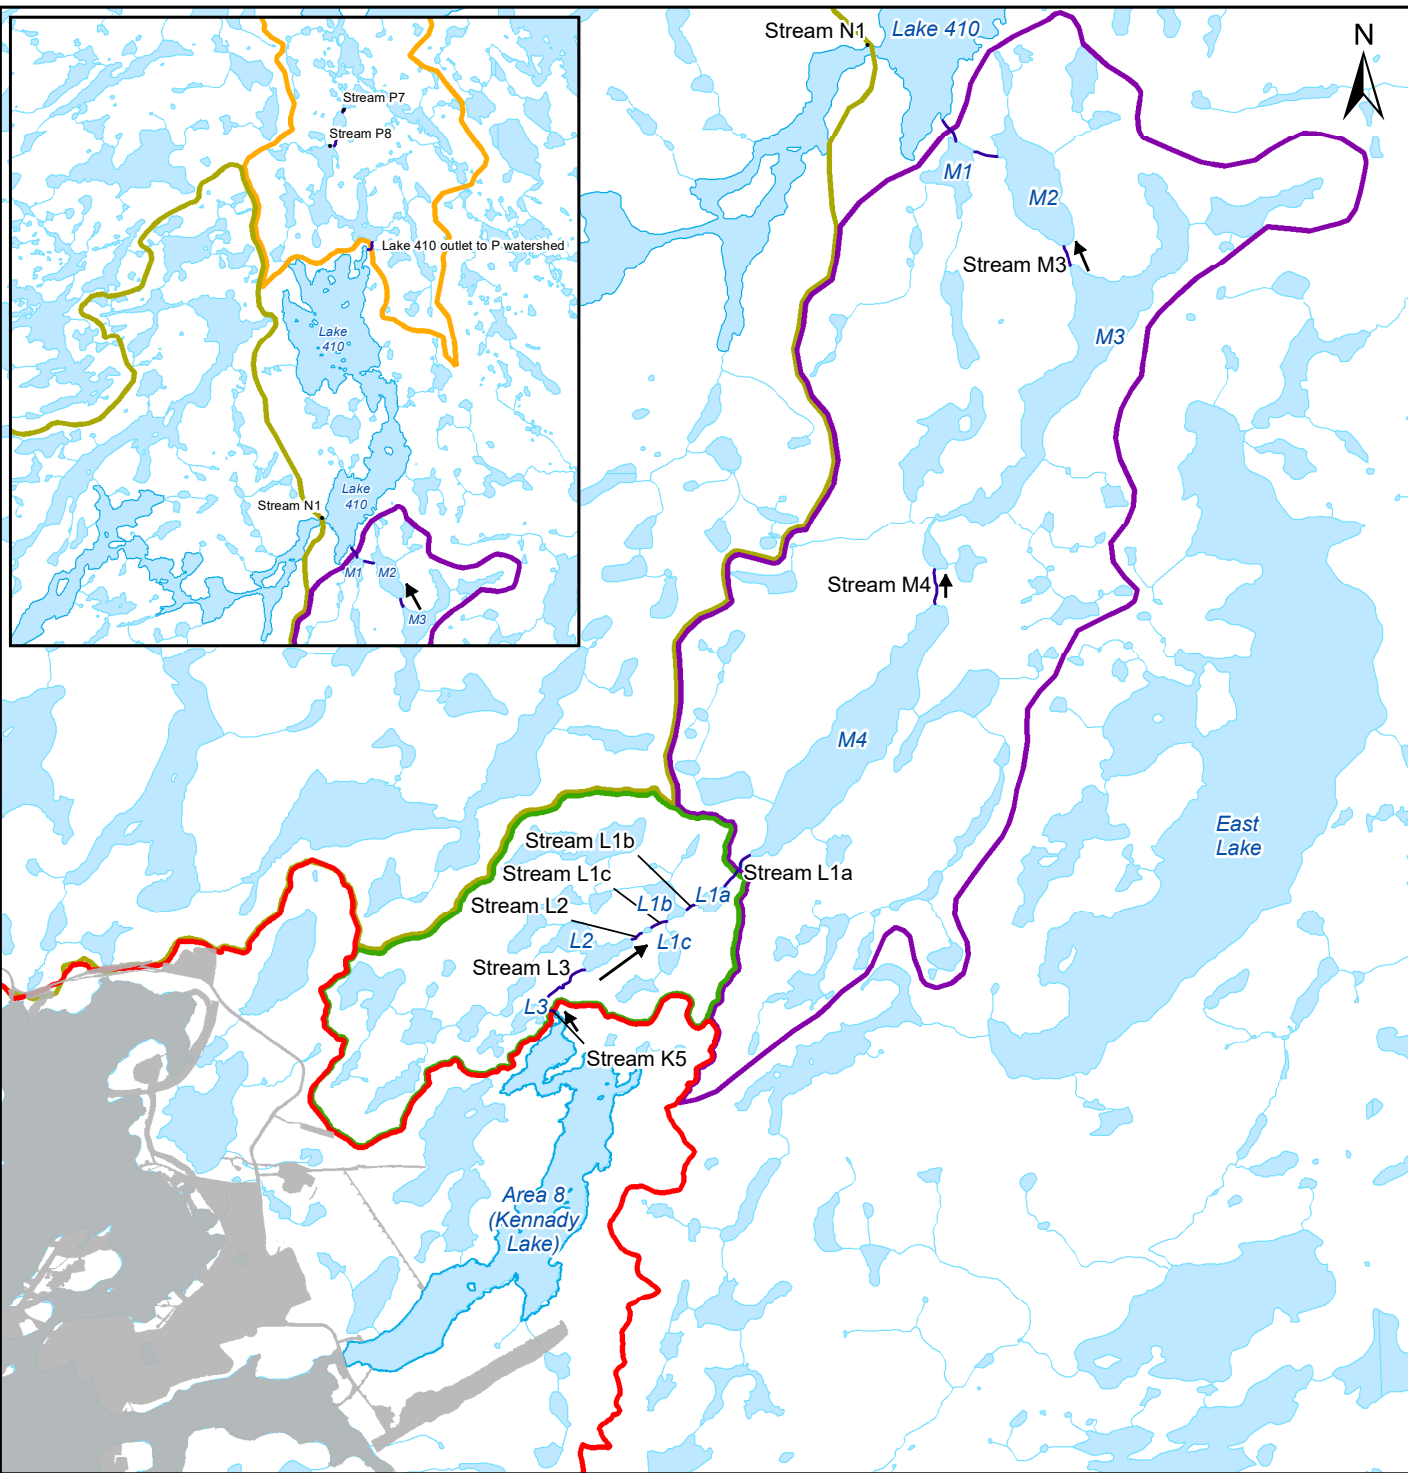 Stream N1
Lake 410
N
Stream P7
Stream P8
Lake 410 outlet to P watershed
Lake
410
Lake
410
Stream N1
M1
M2
M3
M1
M2
Stream M3
M3
Stream M4
M4
East
Lake
Stream L1b
Stream L1c
Stream L1a
L1a
Stream L2
L1b
L2
L1c
Stream L3
L3
Stream K5
Area 8
(Kennady
Lake)